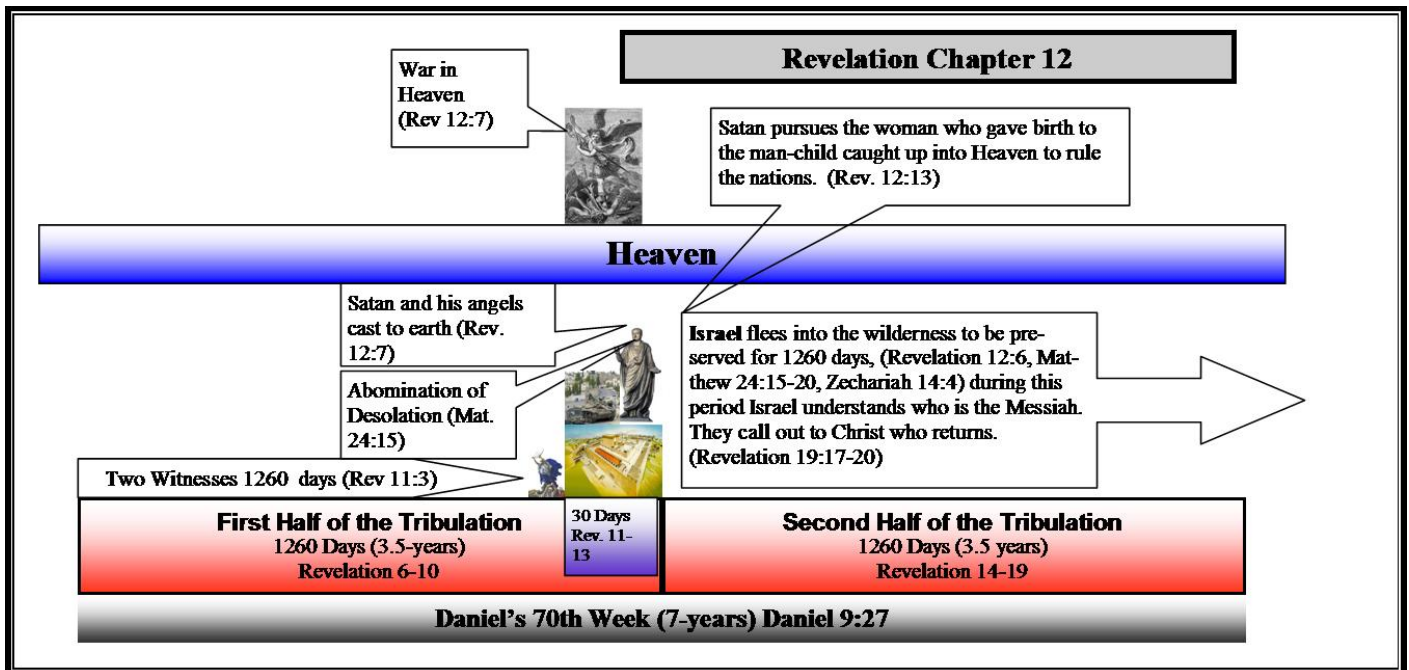 Revelation Chapter 12
War in
Heaven
(Rev 12:7)
Satan pursues the woman who gave birth to
the man-child caught up into Heaven to rule
the nations. (Rev. 12:13)
Heaven
Satan and his angels
cast to earth (Rev.
12:7)
Abomination of
Desolation (Mat.
24:15)
Two Witnesses 1260 days (Rev 11:3)
Israel flees into the wilderness to be pre-
served for 1260 days, (Revelation 12:6, Mat-
thew 24:15-20, Zechariah 14:4) during this
period Israel understands who is the Messiah.
They call out to Christ who returns.
(Revelation 19:17-20)
First Half of the Tribulation
1260 Days (3.5-years)
Revelation 6-10
30 Days
Rev. 11-
13
Second Half of the Tribulation
1260 Days (3.5 years)
Revelation 14-19
Daniel's 70th Week (7-years) Daniel 9:27